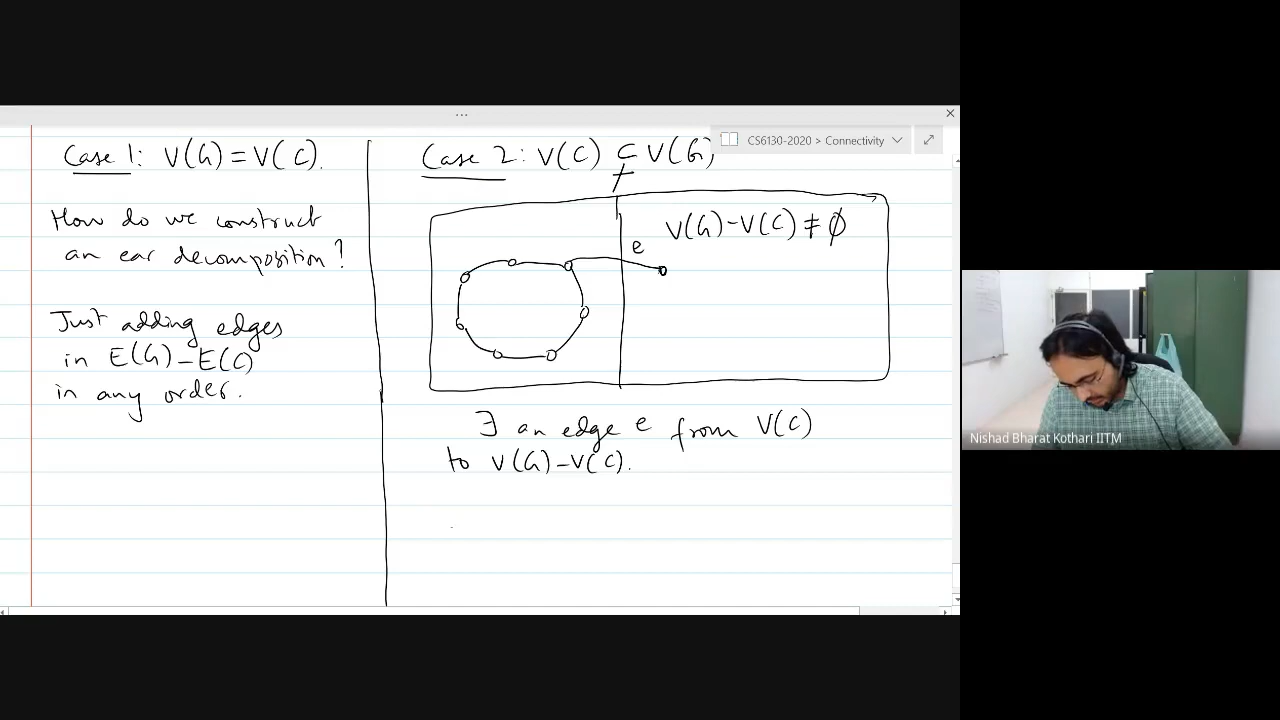 CS6130-2020 > Connectivity
Case 1: V(G) = V(C).
How do we construct
an ear decomposition?
Just adding edges
in E(G) - E(C)
in any order.
Case 2: V(C) ⊊ V(G)
V(G) - V(C) ≠ ∅
e
∃ an edge e from V(C)
to V(G) - V(C).
Nishad Bharat Kothari IITM